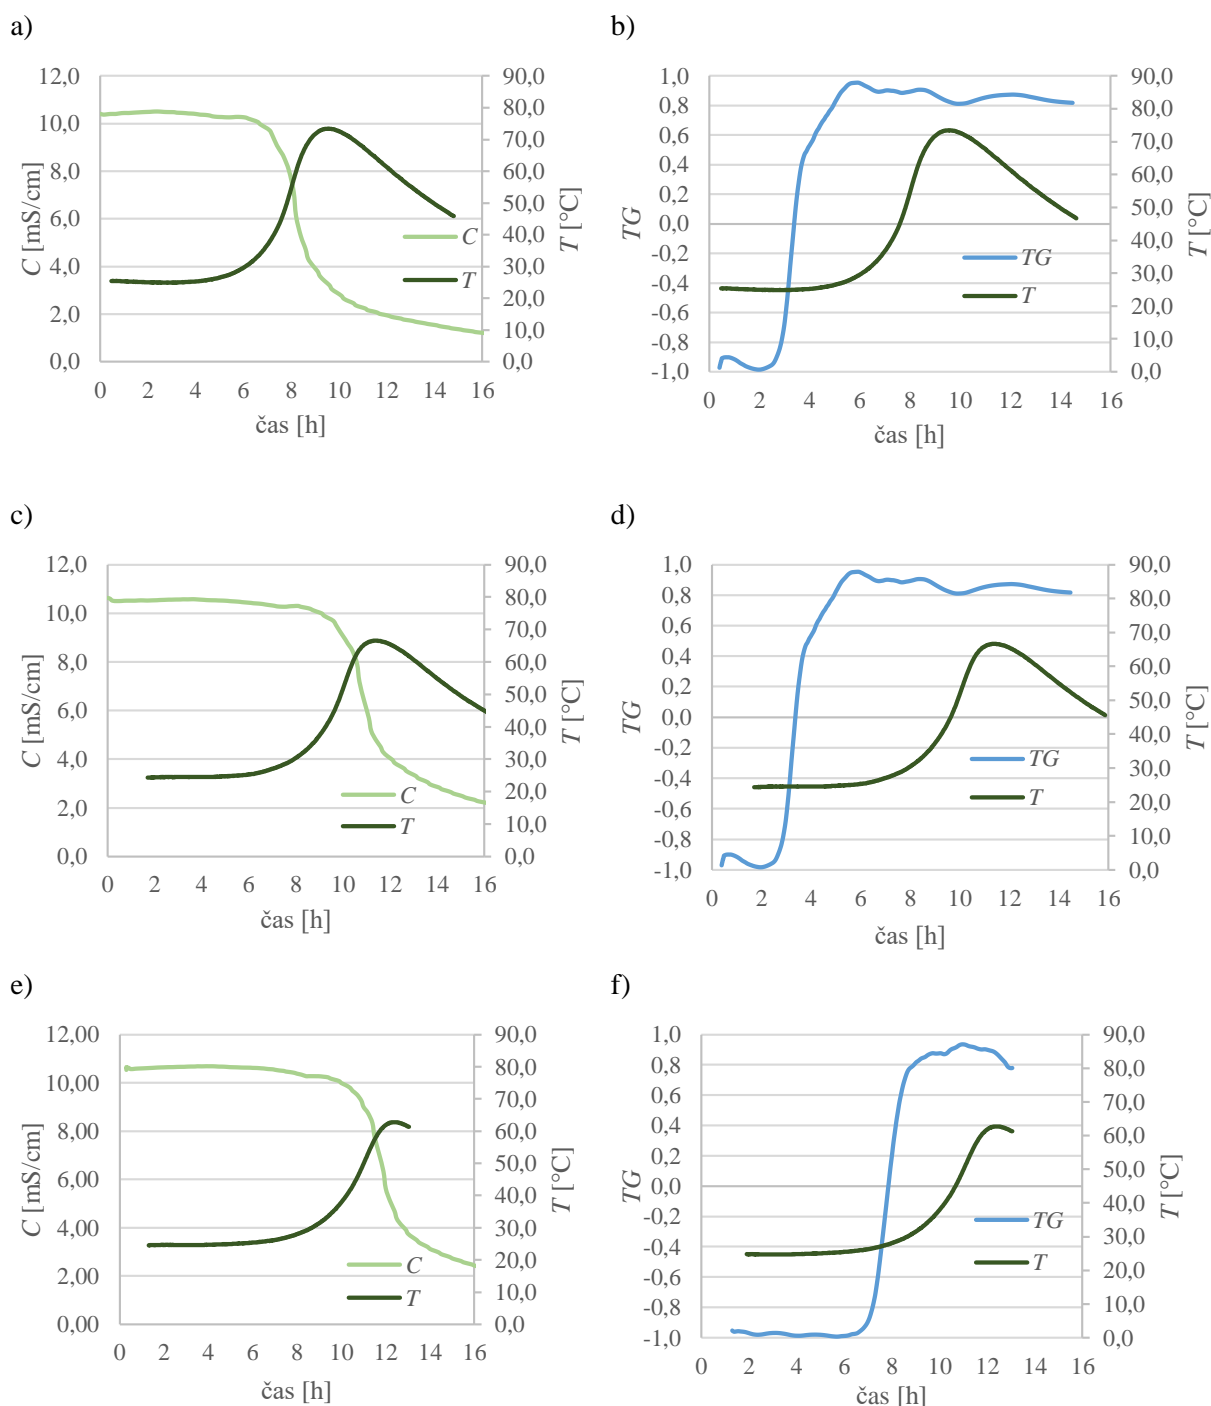 a)
12,0
10,0
8,0
6,0
4,0
2,0
0,0
C [mS/cm]
90,0
80,0
70,0
60,0
50,0
40,0
30,0
20,0
10,0
0,0
T [°C]
C
T
0 2 4 6 8 10 12 14 16
čas [h]
b)
1,0
0,8
0,6
0,4
0,2
0,0
-0,2
-0,4
-0,6
-0,8
-1,0
TG
90,0
80,0
70,0
60,0
50,0
40,0
30,0
20,0
10,0
0,0
T [°C]
TG
T
0 2 4 6 8 10 12 14 16
čas [h]
c)
12,0
10,0
8,0
6,0
4,0
2,0
0,0
C [mS/cm]
90,0
80,0
70,0
60,0
50,0
40,0
30,0
20,0
10,0
0,0
T [°C]
C
T
0 2 4 6 8 10 12 14 16
čas [h]
d)
1,0
0,8
0,6
0,4
0,2
0,0
-0,2
-0,4
-0,6
-0,8
-1,0
TG
90,0
80,0
70,0
60,0
50,0
40,0
30,0
20,0
10,0
0,0
T [°C]
TG
T
0 2 4 6 8 10 12 14 16
čas [h]
e)
12,00
10,00
8,00
6,00
4,00
2,00
0,00
C [mS/cm]
90,0
80,0
70,0
60,0
50,0
40,0
30,0
20,0
10,0
0,0
T [°C]
C
T
0 2 4 6 8 10 12 14 16
čas [h]
f)
1,0
0,8
0,6
0,4
0,2
0,0
-0,2
-0,4
-0,6
-0,8
-1,0
TG
90,0
80,0
70,0
60,0
50,0
40,0
30,0
20,0
10,0
0,0
T [°C]
TG
T
0 2 4 6 8 10 12 14 16
čas [h]